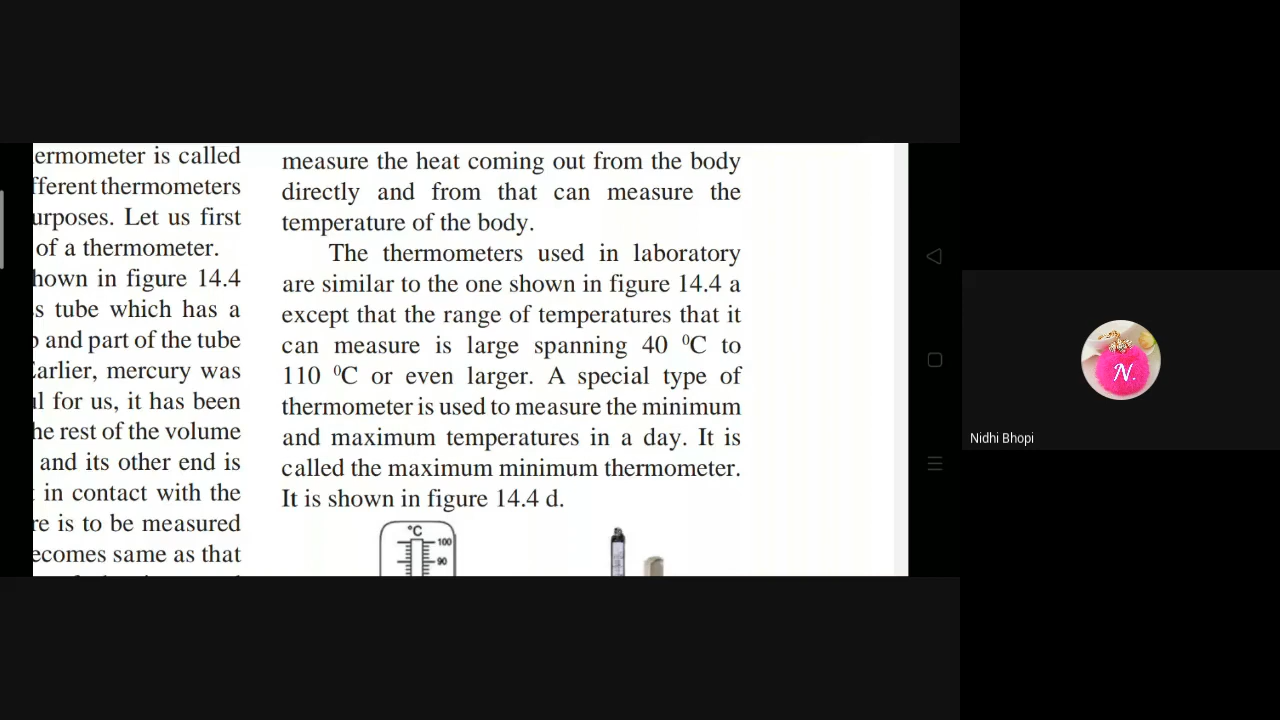 ermometer is called
fferent thermometers
urposes. Let us first
of a thermometer.
hown in figure 14.4
s tube which has a
and part of the tube
Earlier, mercury was
ul for us, it has been
he rest of the volume
and its other end is
in contact with the
re is to be measured
ecomes same as that
measure the heat coming out from the body
directly and from that can measure the
temperature of the body.
The thermometers used in laboratory
are similar to the one shown in figure 14.4 a
except that the range of temperatures that it
can measure is large spanning 40 ⁰C to
110 ⁰C or even larger. A special type of
thermometer is used to measure the minimum
and maximum temperatures in a day. It is
called the maximum minimum thermometer.
It is shown in figure 14.4 d.
°C
100
90
N.
Nidhi Bhopi